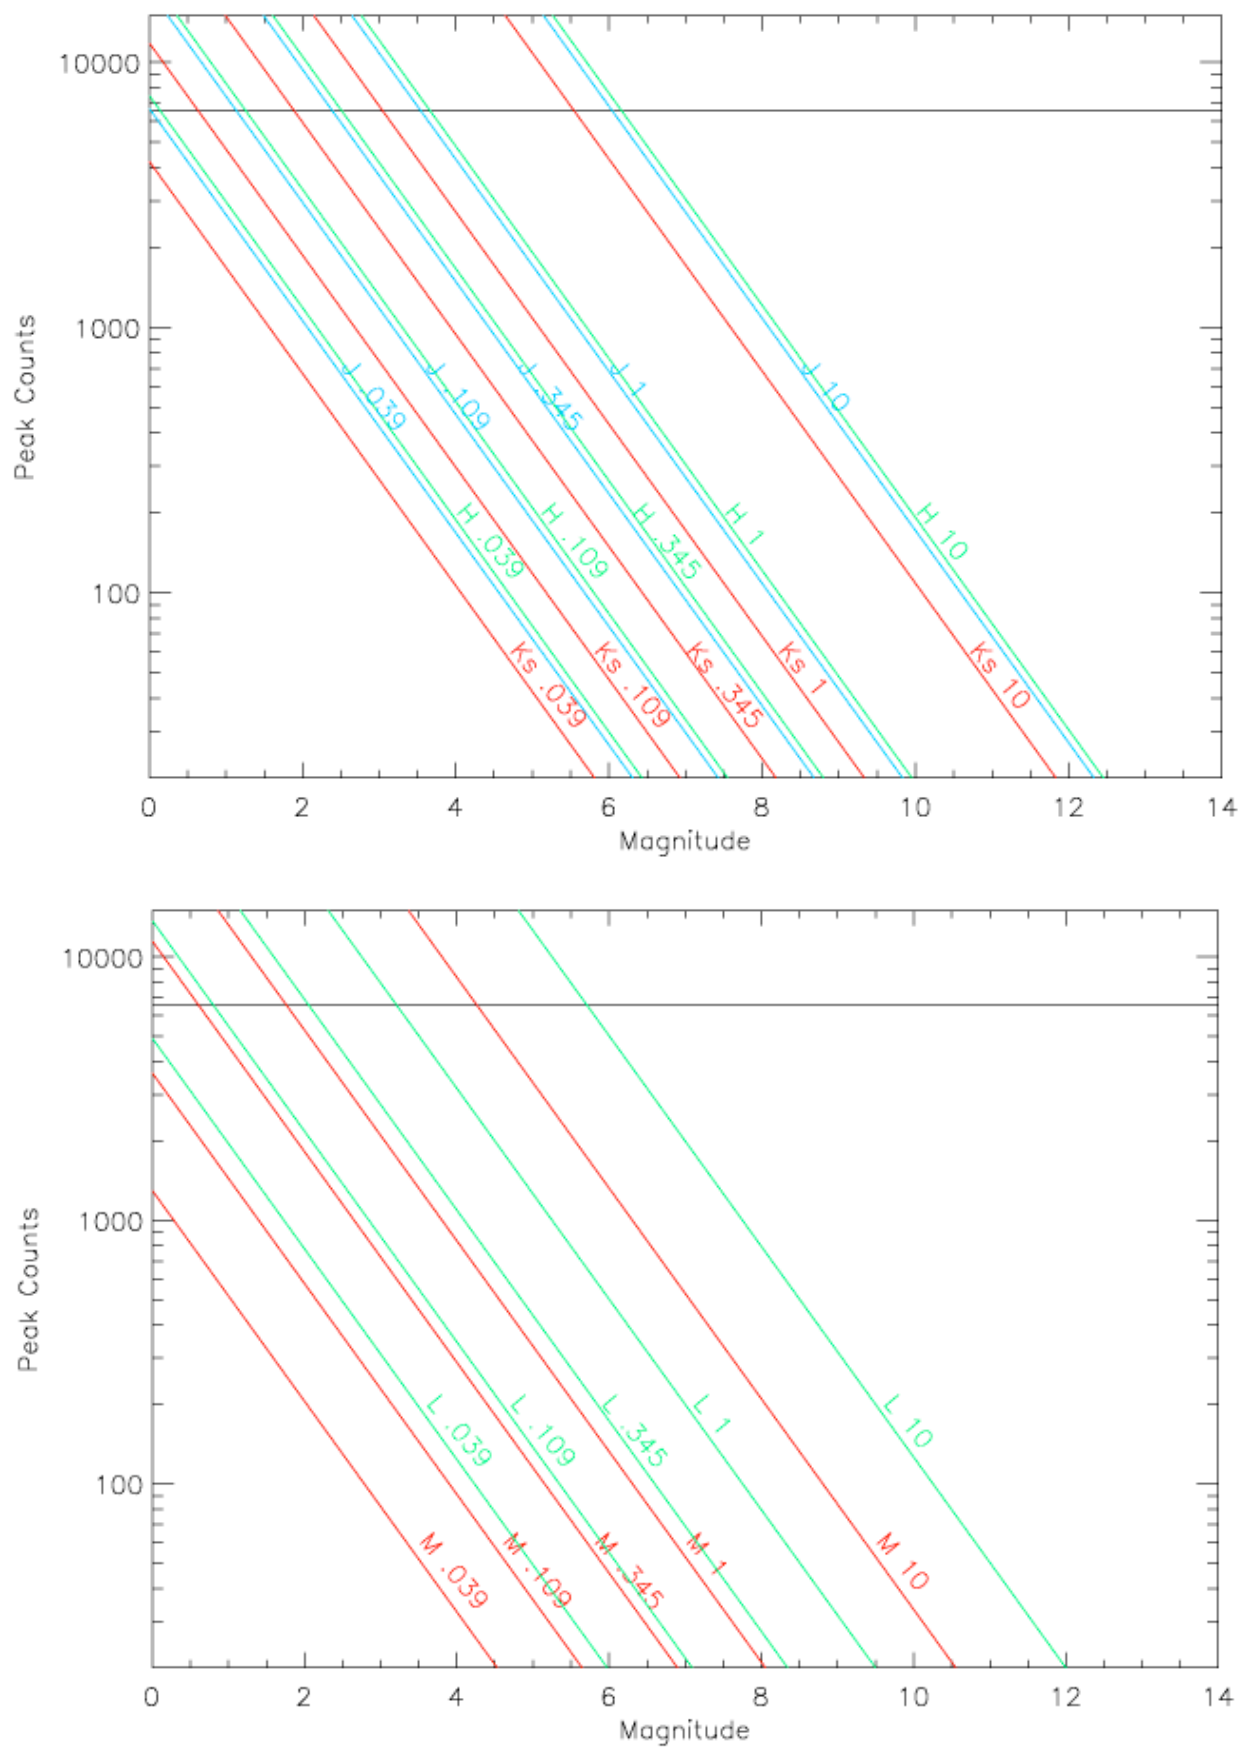 10000
1000
100
Peak Counts
J .039
J .109
J .345
J 1
J 10
H .039
H .109
H .345
H 1
H 10
Ks .039
Ks .109
Ks .345
Ks 1
Ks 10
0 2 4 6 8 10 12 14
Magnitude
10000
1000
100
Peak Counts
L .039
L .109
L .345
L 1
L 10
M .039
M .109
M .345
M 1
M 10
0 2 4 6 8 10 12 14
Magnitude